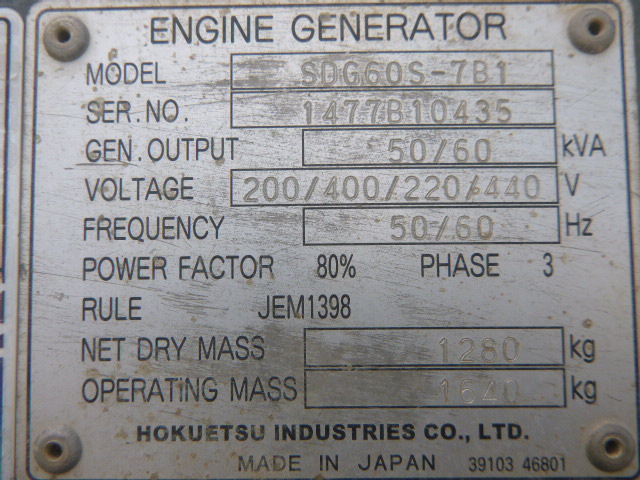 ENGINE GENERATOR
MODEL SDG60S-7B1
SER.NO. 1477B10435
GEN.OUTPUT 50/60 kVA
VOLTAGE 200/400/220/440 V
FREQUENCY 50/60 Hz
POWER FACTOR 80% PHASE 3
RULE JEM1398
NET DRY MASS 1280 kg
OPERATING MASS 1640 kg
HOKUETSU INDUSTRIES CO., LTD.
MADE IN JAPAN 39103 46801